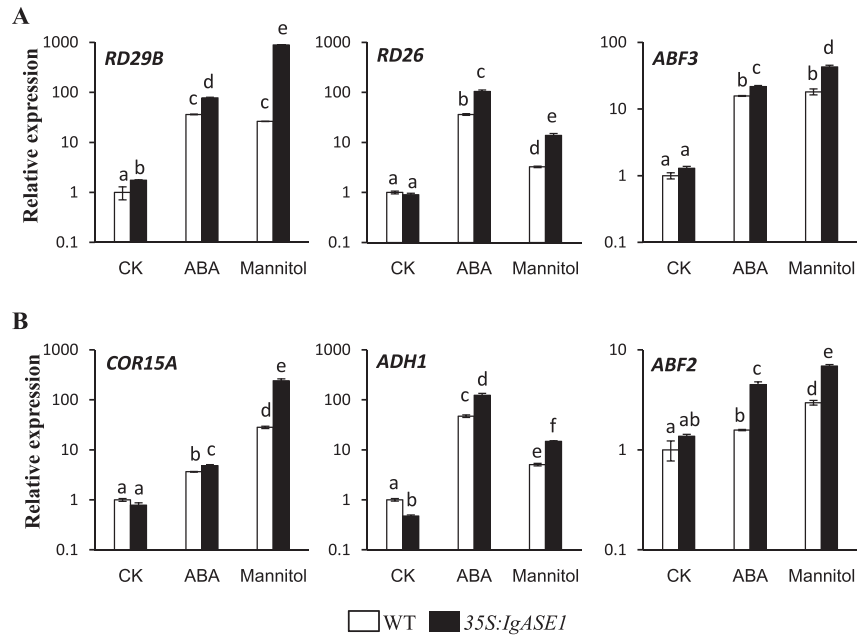 A
Relative expression
RD29B
1000
100
10
1
0.1
a b c d c e
CK ABA Mannitol
RD26
1000
100
10
1
0.1
a a b c d e
CK ABA Mannitol
ABF3
100
10
1
0.1
a a b c b d
CK ABA Mannitol
B
Relative expression
COR15A
1000
100
10
1
0.1
a a b c d e
CK ABA Mannitol
ADH1
1000
100
10
1
0.1
a b c d e f
CK ABA Mannitol
ABF2
10
1
0.1
a ab b c d e
CK ABA Mannitol
WT 35S:IgASE1